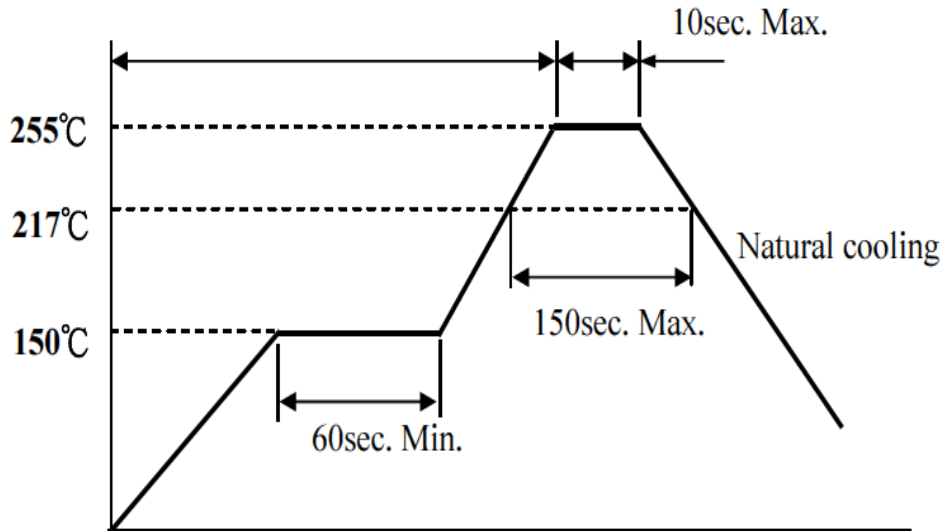 10sec. Max.
255℃
217℃
Natural cooling
150sec. Max.
150℃
60sec. Min.